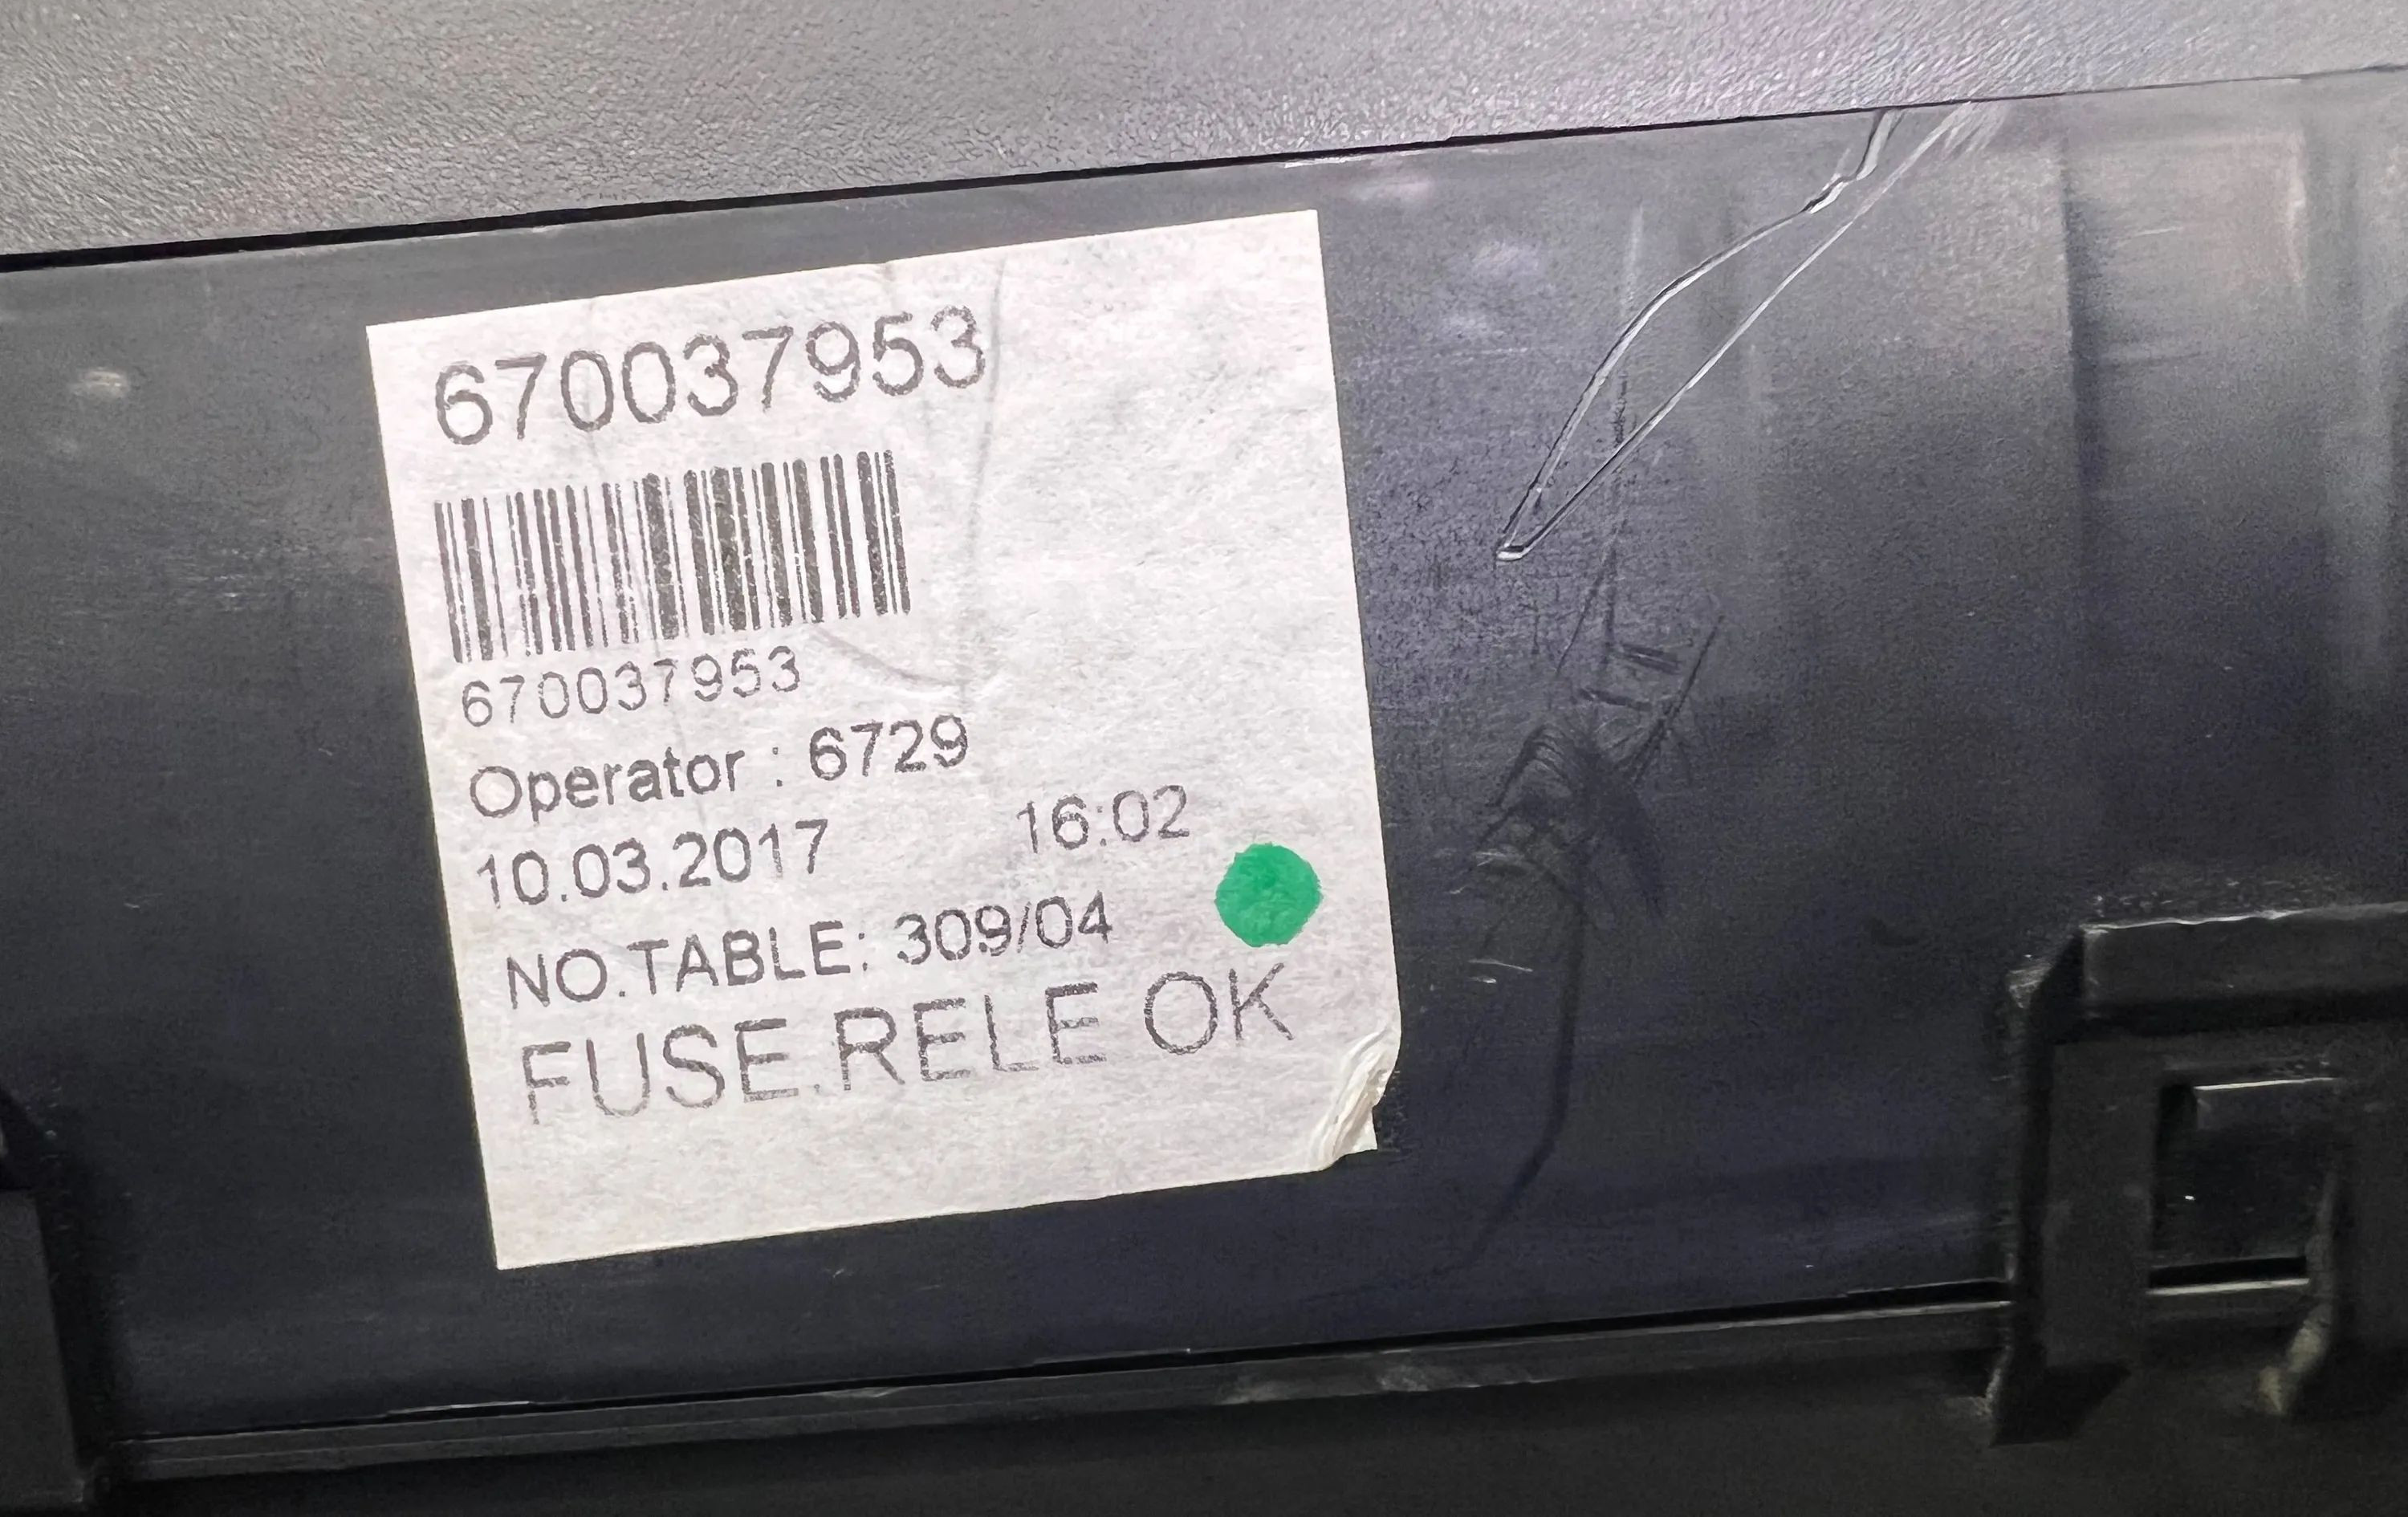 670037953
670037953
Operator : 6729
10.03.2017 16:02
NO.TABLE: 309/04
FUSE.RELE OK